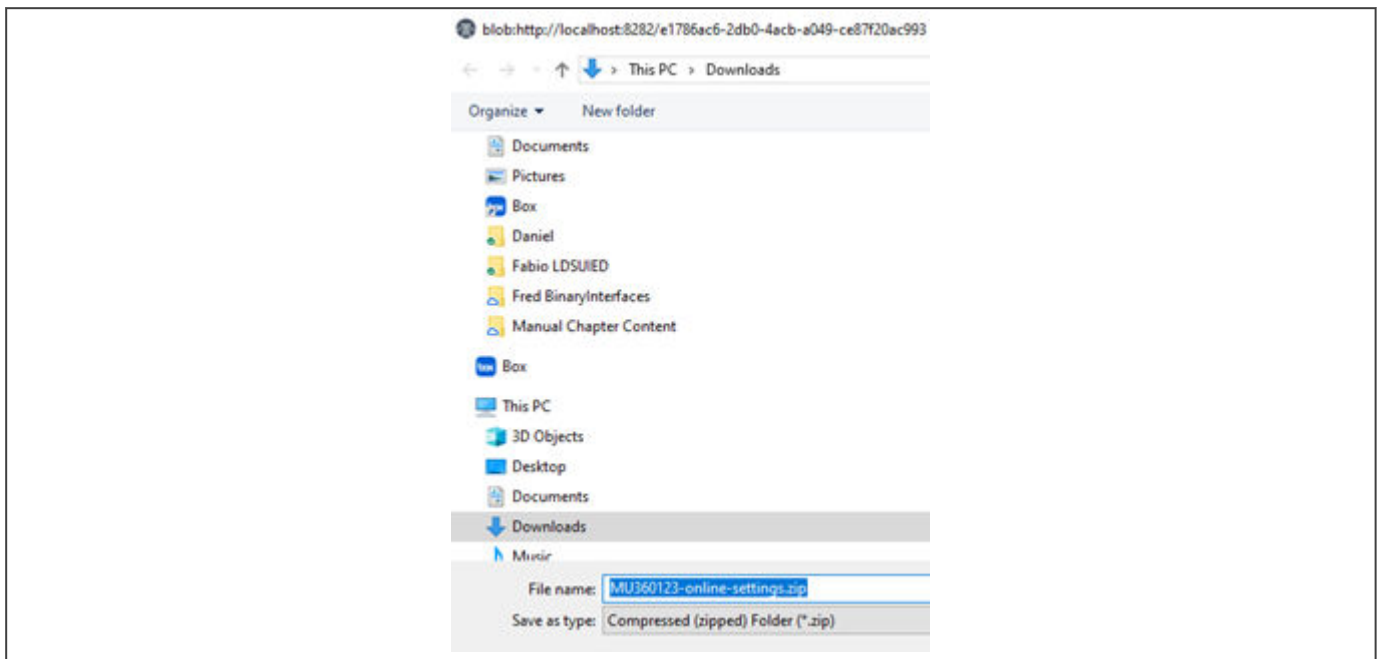 blob:http://localhost:8282/e1786ac6-2db0-4acb-a049-ce87f20ac993
This PC > Downloads
Organize New folder
Documents
Pictures
Box
Daniel
Fabio LDSUIED
Fred BinaryInterfaces
Manual Chapter Content
Box
This PC
3D Objects
Desktop
Documents
Downloads
Music
File name: MU360123-online-settings.zip
Save as type: Compressed (zipped) Folder (*.zip)